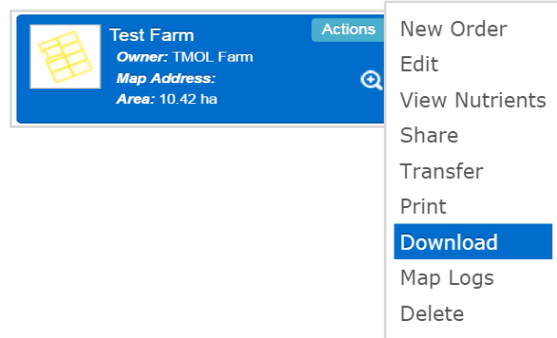 Test Farm
Owner: TMOL Farm
Map Address:
Area: 10.42 ha
Actions
New Order
Edit
View Nutrients
Share
Transfer
Print
Download
Map Logs
Delete